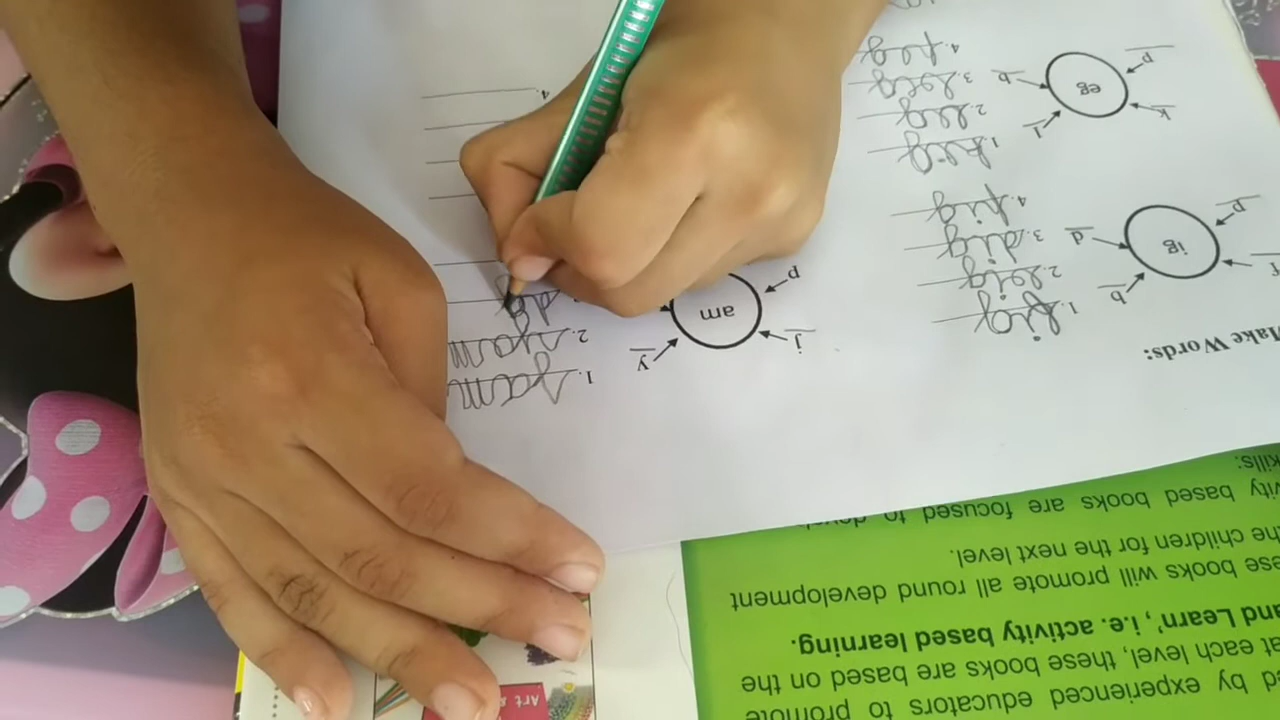 Make Words:
f
p
ig
b
d
1. fig
2. big
3. dig
4. pig
k
p
eg
l
b
1. keg
2. leg
3. beg
4. peg
j
p
am
y
1. jam
2. yam
4.
d by experienced educators to promote
at each level, these books are based on the
and Learn', i.e. activity based learning.
ese books will promote all round development
he children for the next level.
vity based books are focused to
kills:
Art &